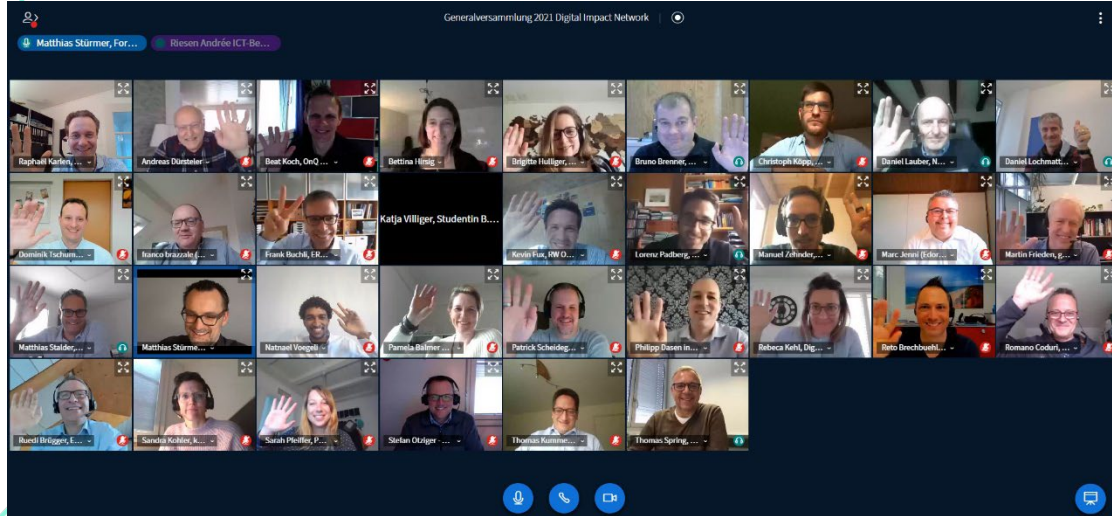 Generalversammlung 2021 Digital Impact Network
Matthias Stürmer, For...
Riesen Andrée ICT-Be...
Raphaël Karlen, ...
Andreas Dürsteler
Beat Koch, OnQ ...
Bettina Hirsig
Brigitte Hulliger, ...
Bruno Brenner, ...
Christoph Köpp, ...
Daniel Lauber, N...
Daniel Lochmatt...
Dominik Tschum...
franco brazzale (...
Frank Buchli, ER...
Katja Villiger, Studentin B....
Kevin Fux, RW O...
Lorenz Padberg, ...
Manuel Zehnder, ...
Marc Jenni (Edor...
Martin Frieden, g...
Matthias Stalder, ...
Matthias Stürme...
Natnael Voegeli
Pamela Balmer ...
Patrick Scheideg...
Philipp Dasen in...
Rebeca Kehl, Dig...
Reto Brechbuehl...
Romano Coduri, ...
Ruedi Brügger, E...
Sandra Kohler, k...
Sarah Pfeiffer, P...
Stefan Otziger - ...
Thomas Kumme...
Thomas Spring, ...